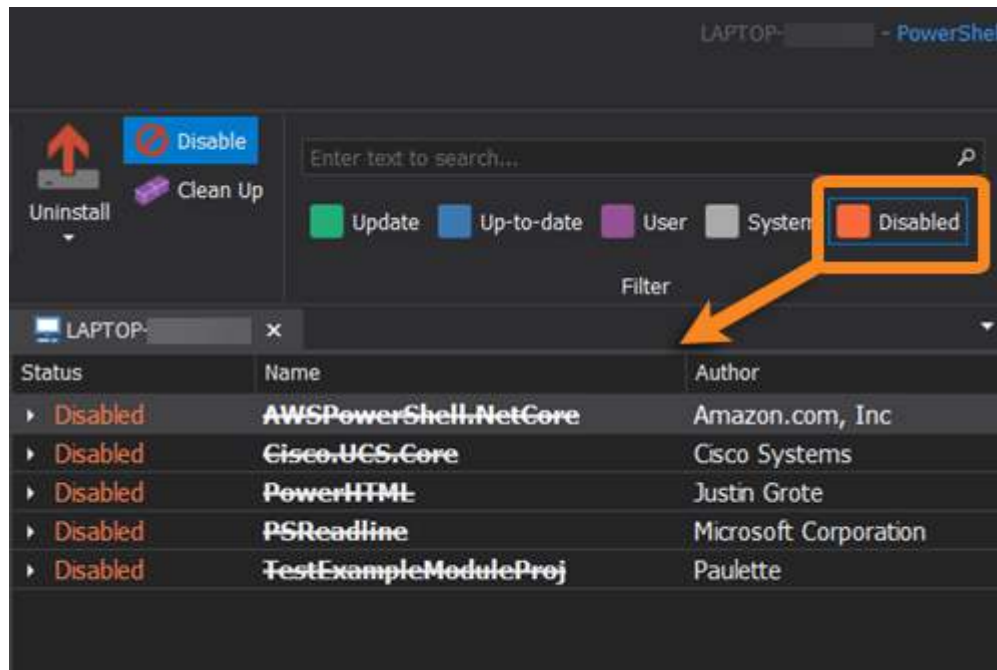 LAPTOP- - PowerShel
Disable
Clean Up
Uninstall
Enter text to search...
Update Up-to-date User System Disabled
Filter
LAPTOP-
Status Name Author
Disabled AWSPowerShell.NetCore Amazon.com, Inc
Disabled Cisco.UCS.Core Cisco Systems
Disabled PowerHTML Justin Grote
Disabled PSReadline Microsoft Corporation
Disabled TestExampleModuleProj Paulette